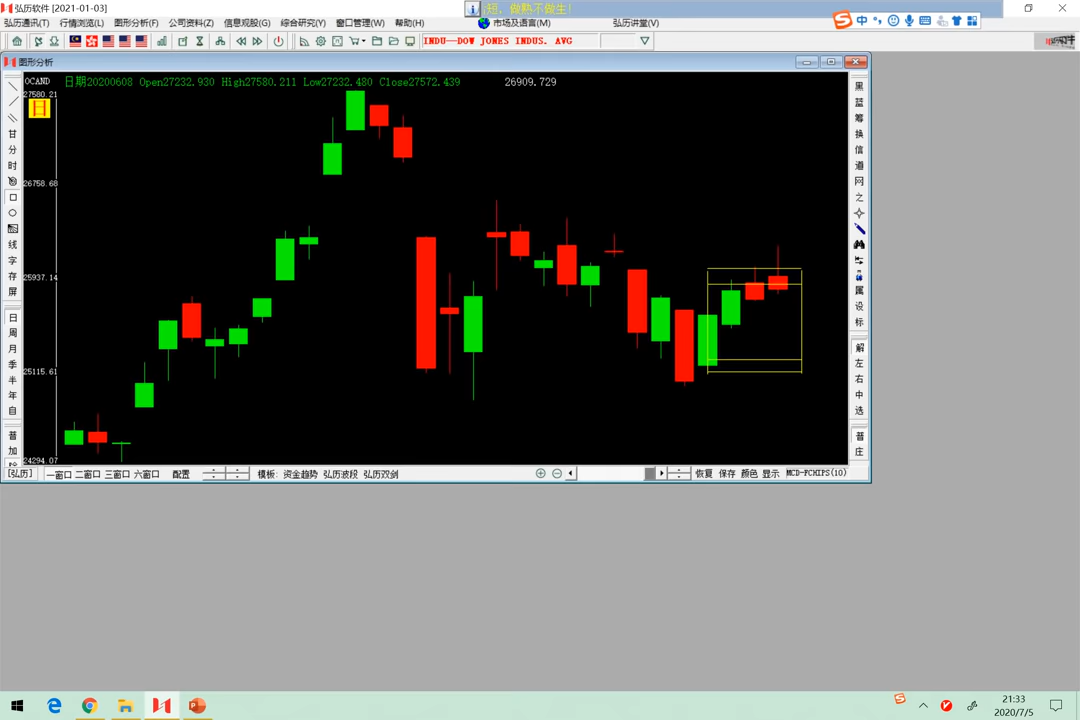 弘历软件 [2021-01-03]
短, 做熟不做生!
弘历通讯(T) 行情浏览(L) 图形分析(F) 公司资料(Z) 信息观股(G) 综合研究(Y) 窗口管理(W) 帮助(H) 市场及语言(M) 弘历讲堂(V)
中
INDU—DOW JONES INDUS. AVG
图形分析
OCAND 日期20200608 Open27232.930 High27580.211 Low27232.480 Close27572.439 26909.729
27580.21
日
26758.68
25937.14
25115.61
24294.07
甘
分
时
线
字
存
屏
日
周
月
季
半
年
自
普
加
黑
蓝
筹
换
信
道
网
之
属
设
标
解
左
右
中
选
普
庄
[弘历] 一窗口 二窗口 三窗口 六窗口 配置 模板: 资金趋势 弘历波段 弘历双剑 恢复 保存 颜色 显示 MCD-FCHIPS(10)
21:33
2020/7/5